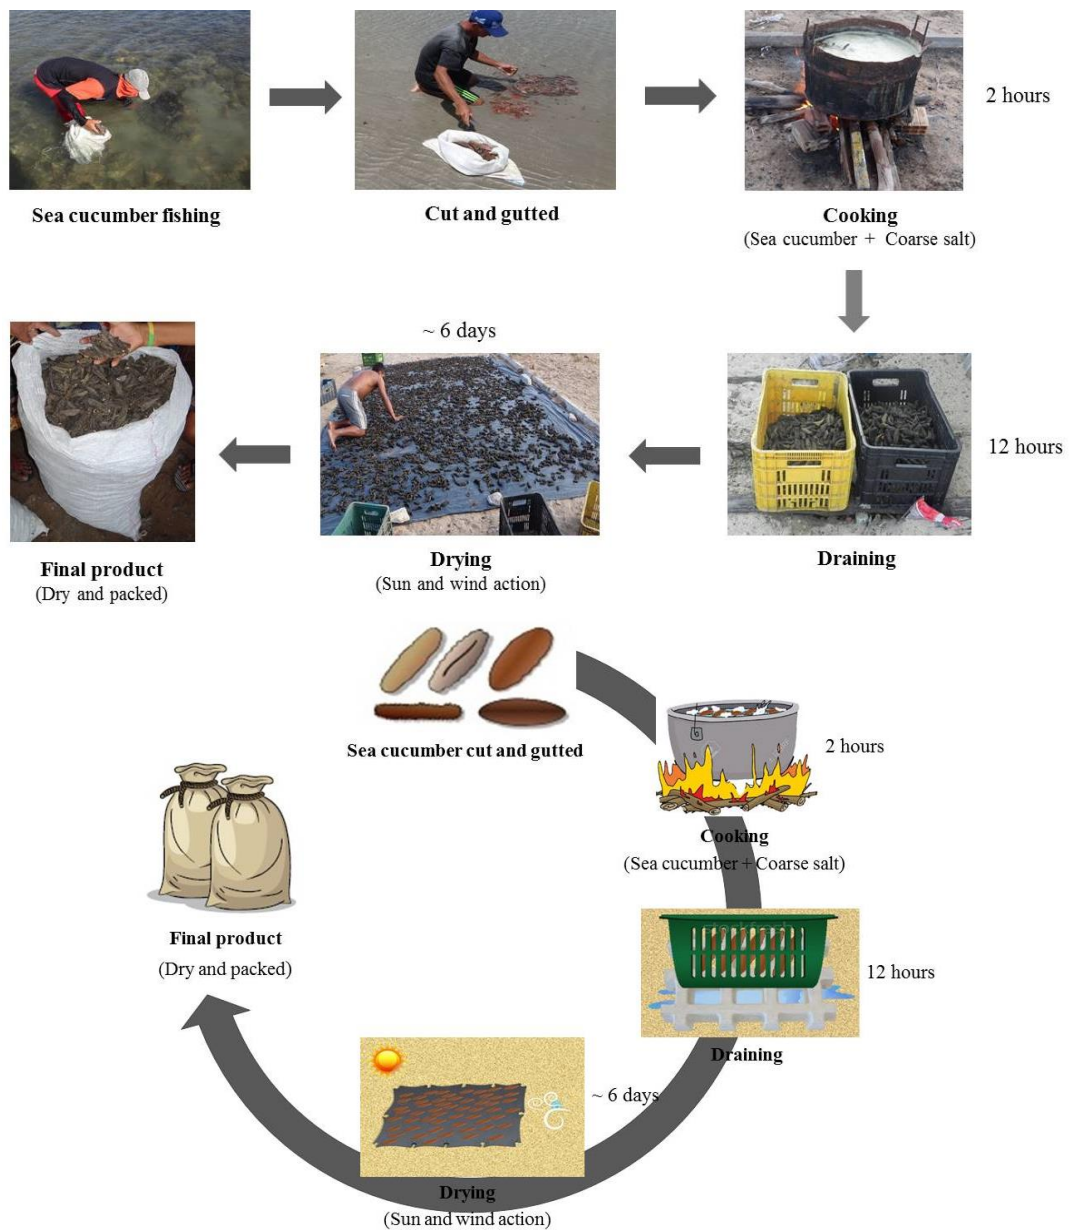 2 hours
Sea cucumber fishing
Cut and gutted
Cooking
(Sea cucumber + Coarse salt)
~ 6 days
12 hours
Draining
Drying
(Sun and wind action)
Final product
(Dry and packed)
Sea cucumber cut and gutted
2 hours
Cooking
(Sea cucumber + Coarse salt)
12 hours
Draining
Final product
(Dry and packed)
~ 6 days
Drying
(Sun and wind action)